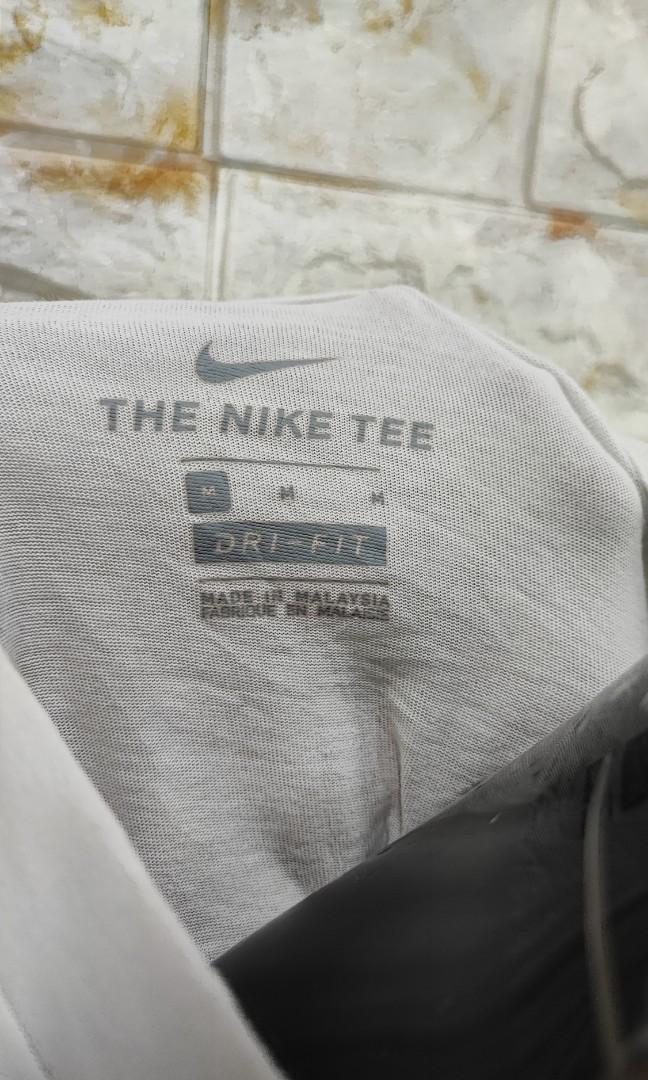 THE NIKE TEE
M M M
DRI-FIT
MADE IN MALAYSIA
FABRIQUE EN MALAISIE